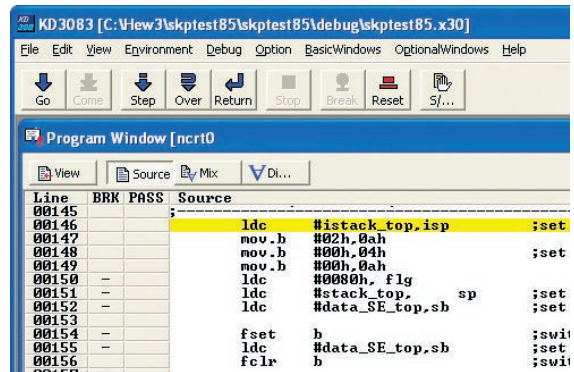 KD 308 KD3083 [C:\Hew3\skptest85\skptest85\debug\skptest85.x30]
File Edit View Environment Debug Option BasicWindows OptionalWindows Help
Go Come Step Over Return Stop Break Reset S/...
Program Window [ncrt0
View Source Mix Di...
Line BRK PASS Source
00145 ;-----------------------------------------------
00146 ldc #istack_top,isp ;set
00147 mov.b #02h,0ah
00148 mov.b #00h,04h ;set
00149 mov.b #00h,0ah
00150 - ldc #0080h, flg
00151 - ldc #stack_top, sp ;set
00152 - ldc #data_SE_top,sb ;set
00153
00154 - fset b ;swit
00155 - ldc #data_SE_top,sb ;set
00156 fclr b ;swit